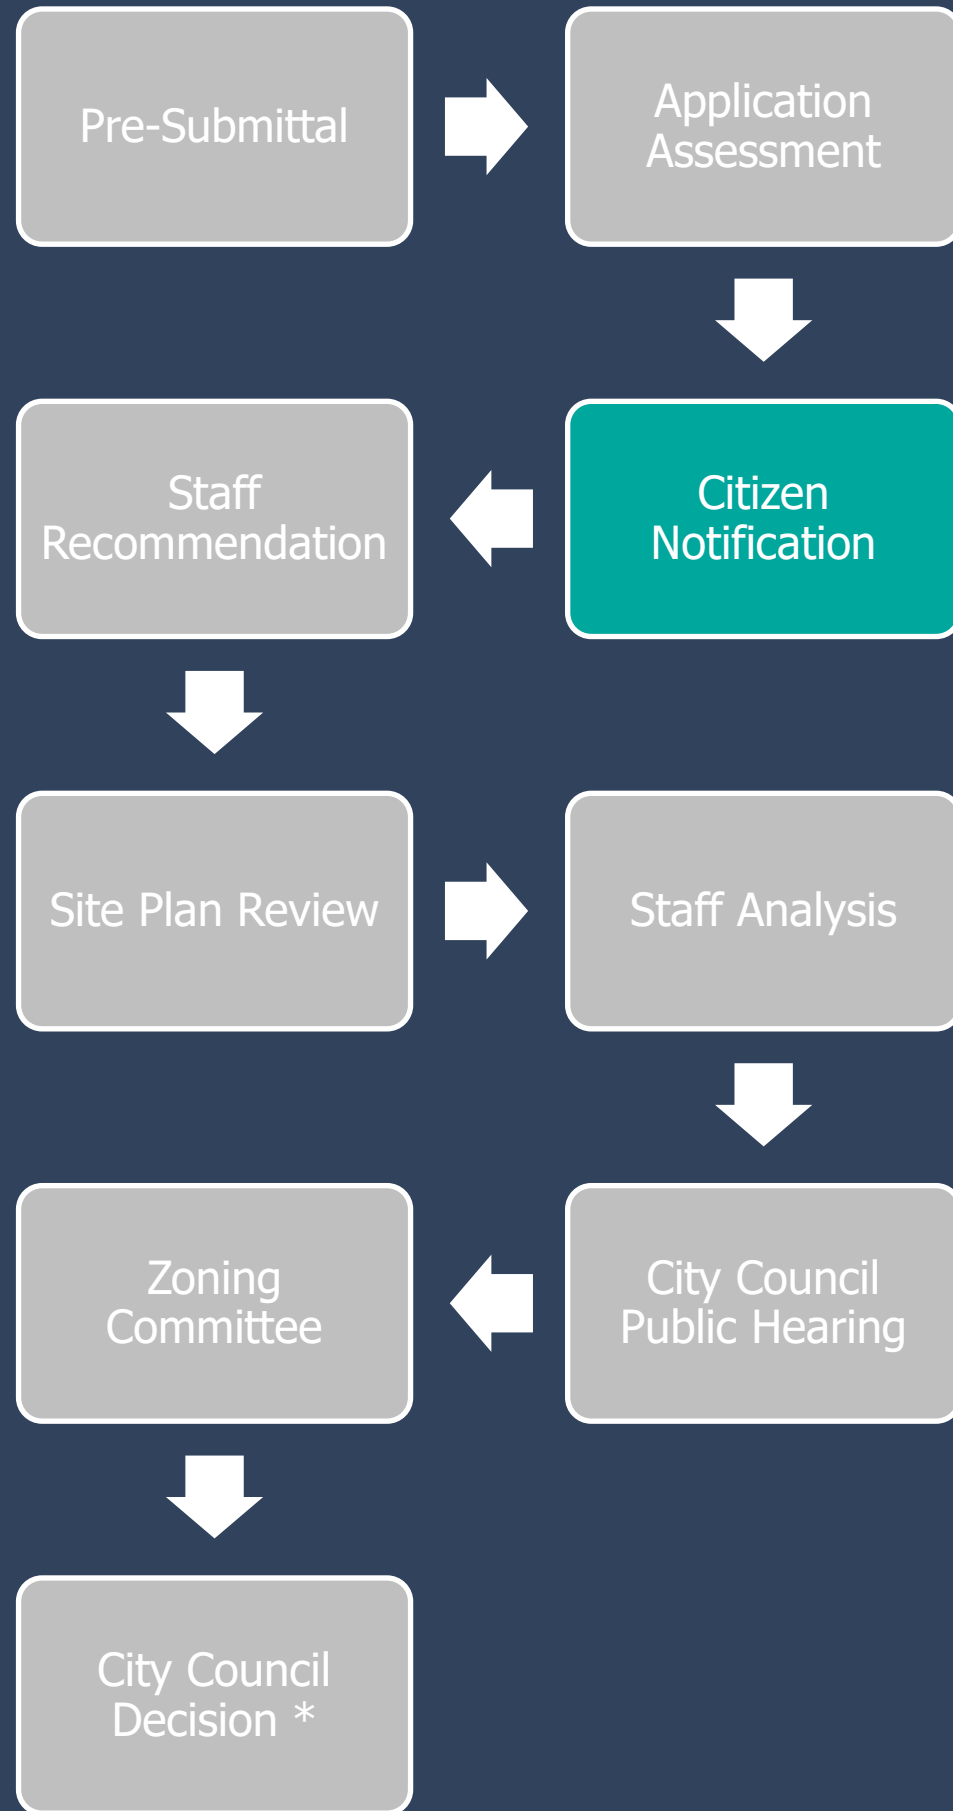 Pre-Submittal
Application
Assessment
Citizen
Notification
Staff
Recommendation
Site Plan Review
Staff Analysis
City Council
Public Hearing
Zoning
Committee
City Council
Decision *